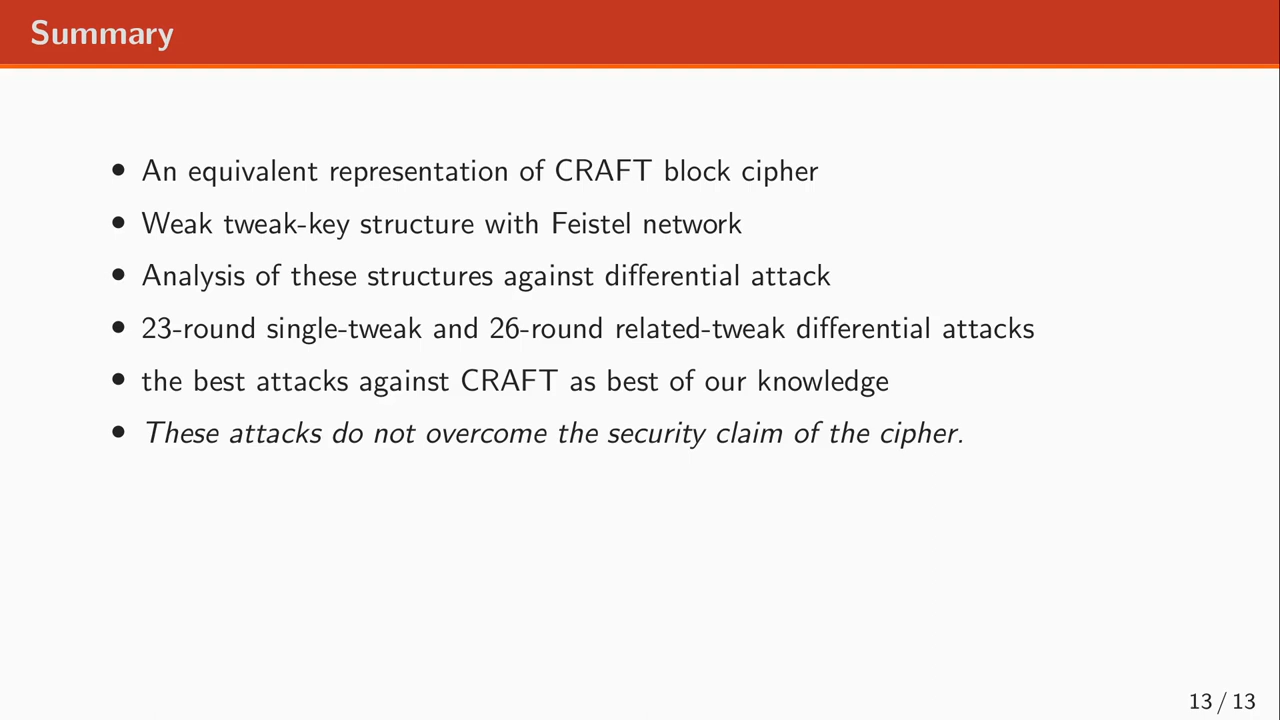 Summary
• An equivalent representation of CRAFT block cipher
• Weak tweak-key structure with Feistel network
• Analysis of these structures against differential attack
• 23-round single-tweak and 26-round related-tweak differential attacks
• the best attacks against CRAFT as best of our knowledge
• These attacks do not overcome the security claim of the cipher.
13 / 13